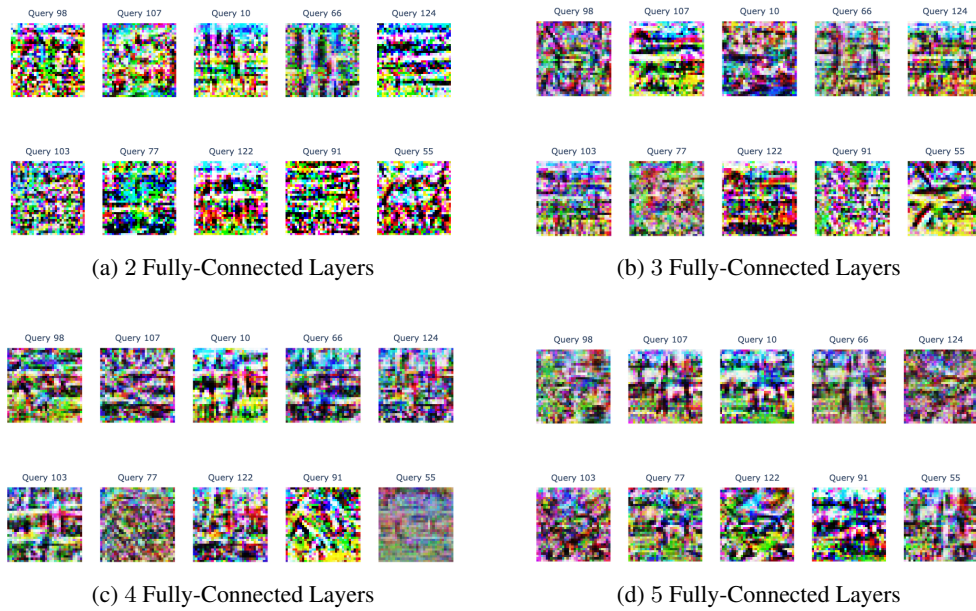 Query 98 Query 107 Query 10 Query 66 Query 124
Query 103 Query 77 Query 122 Query 91 Query 55
(a) 2 Fully-Connected Layers
Query 98 Query 107 Query 10 Query 66 Query 124
Query 103 Query 77 Query 122 Query 91 Query 55
(b) 3 Fully-Connected Layers
Query 98 Query 107 Query 10 Query 66 Query 124
Query 103 Query 77 Query 122 Query 91 Query 55
(c) 4 Fully-Connected Layers
Query 98 Query 107 Query 10 Query 66 Query 124
Query 103 Query 77 Query 122 Query 91 Query 55
(d) 5 Fully-Connected Layers